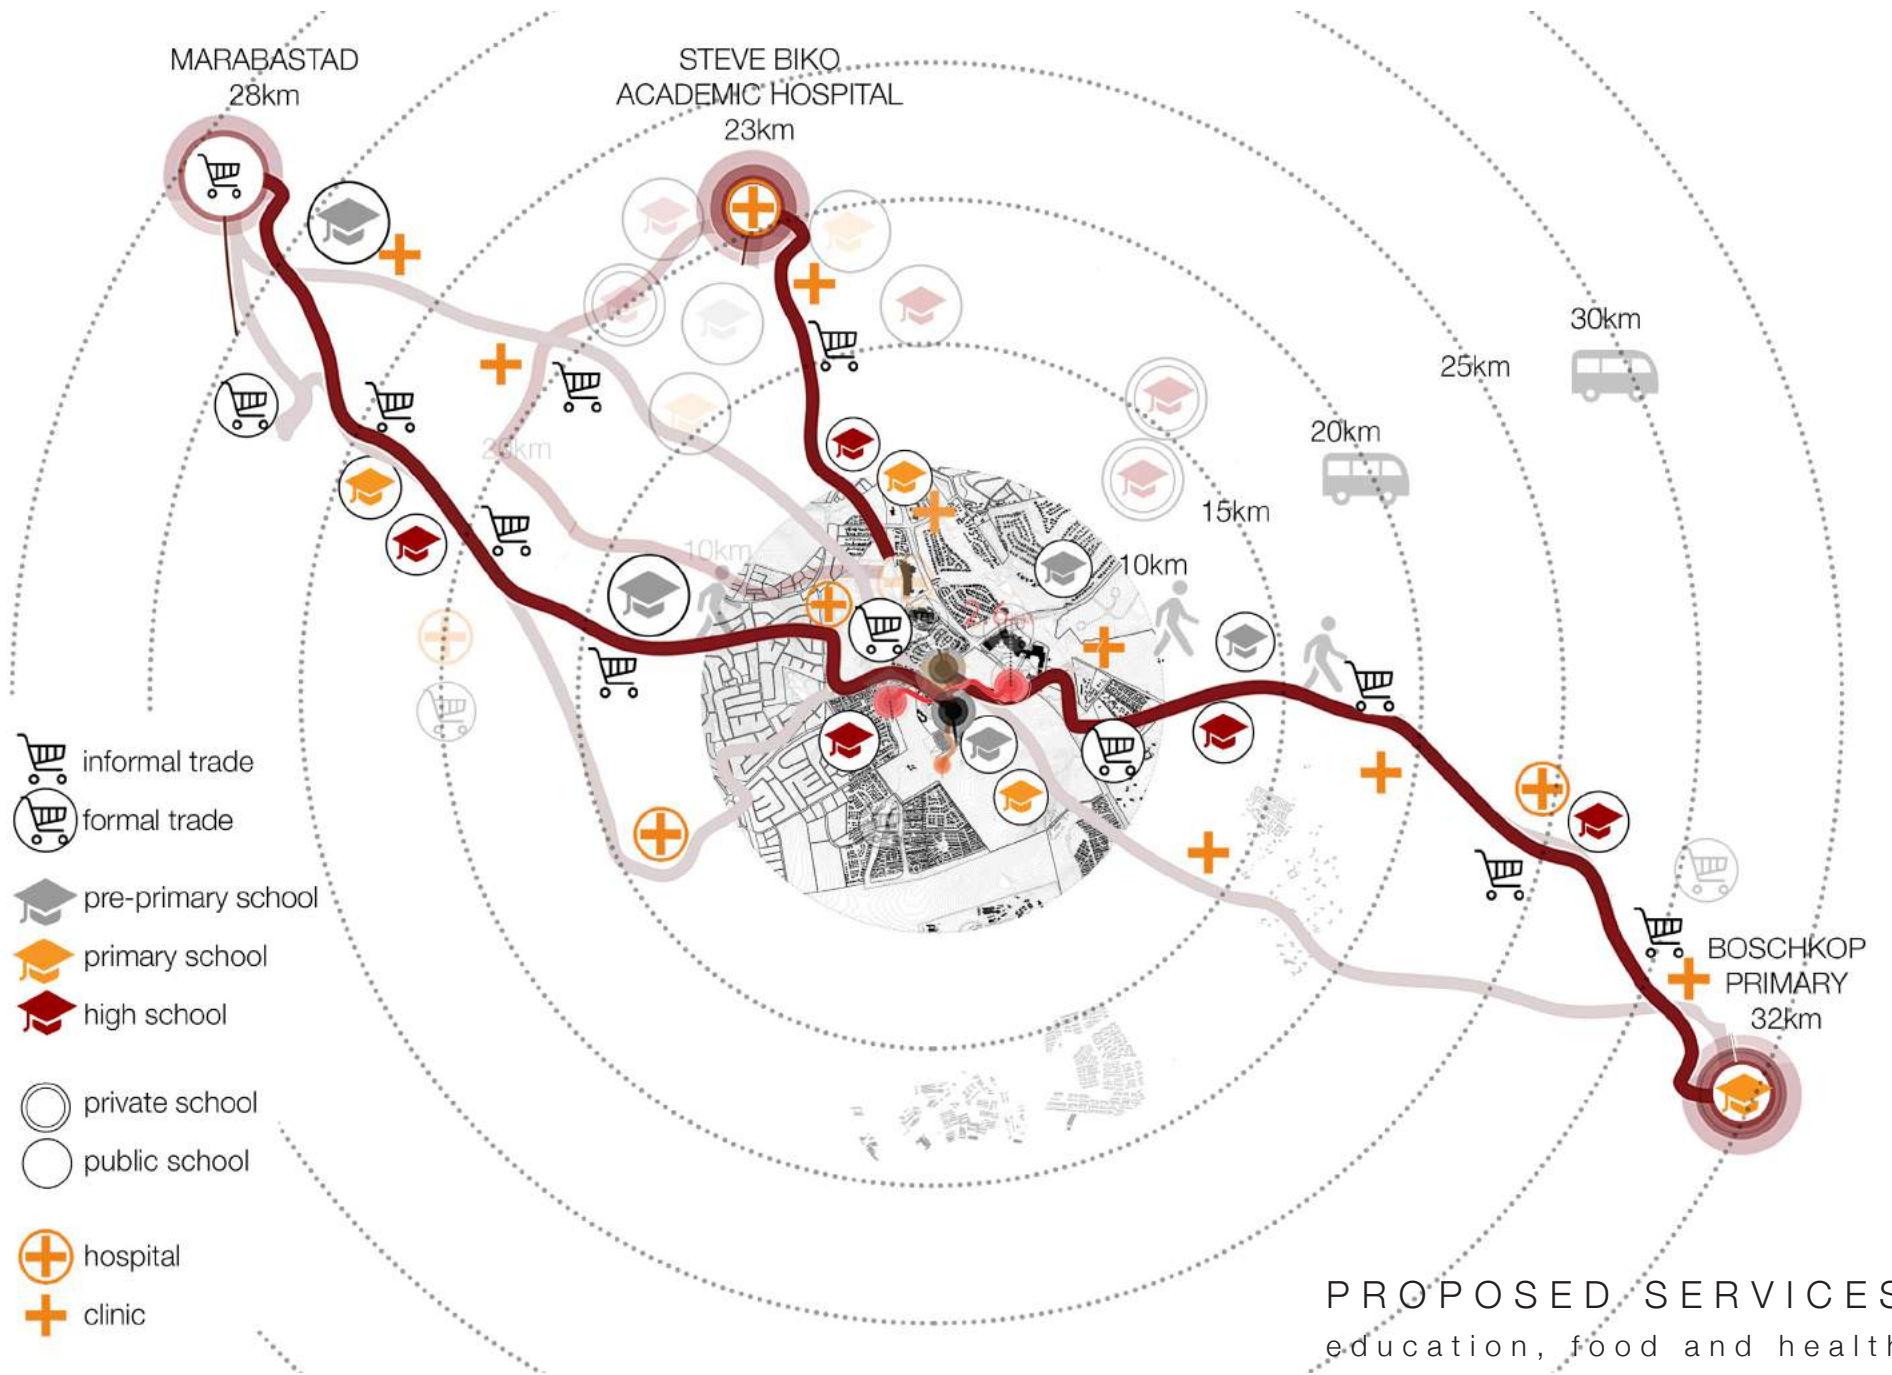 MARABASTAD
28km
STEVE BIKO
ACADEMIC HOSPITAL
23km
30km
25km
20km
15km
10km
10km
BOSCHKOP
PRIMARY
32km
informal trade
formal trade
pre-primary school
primary school
high school
private school
public school
hospital
clinic
PROPOSED SERVICES
education, food and health